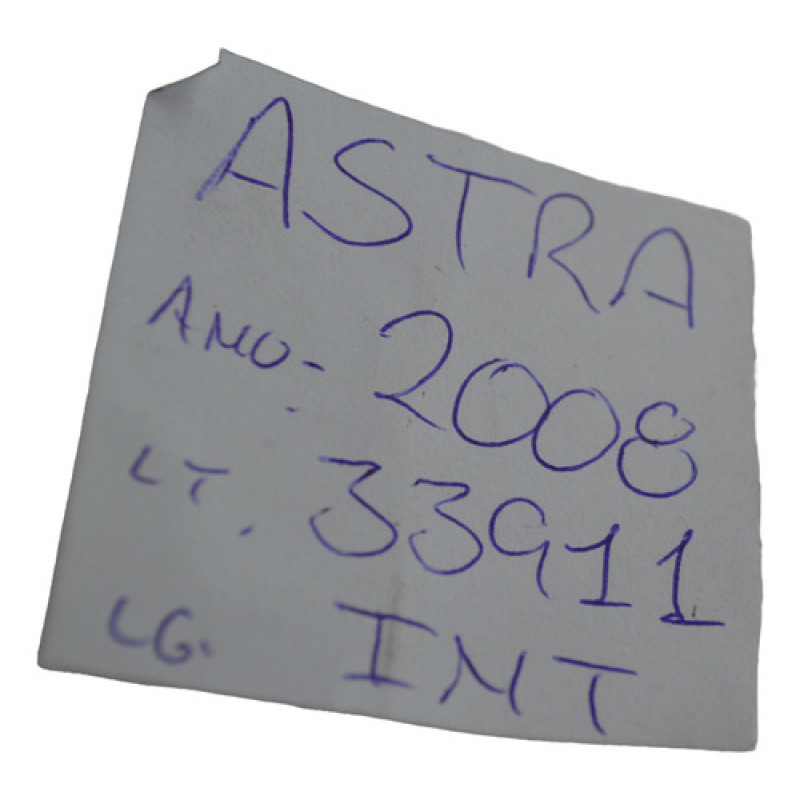 ASTRA
ANO- 2008
LT. 33911
LG. INT